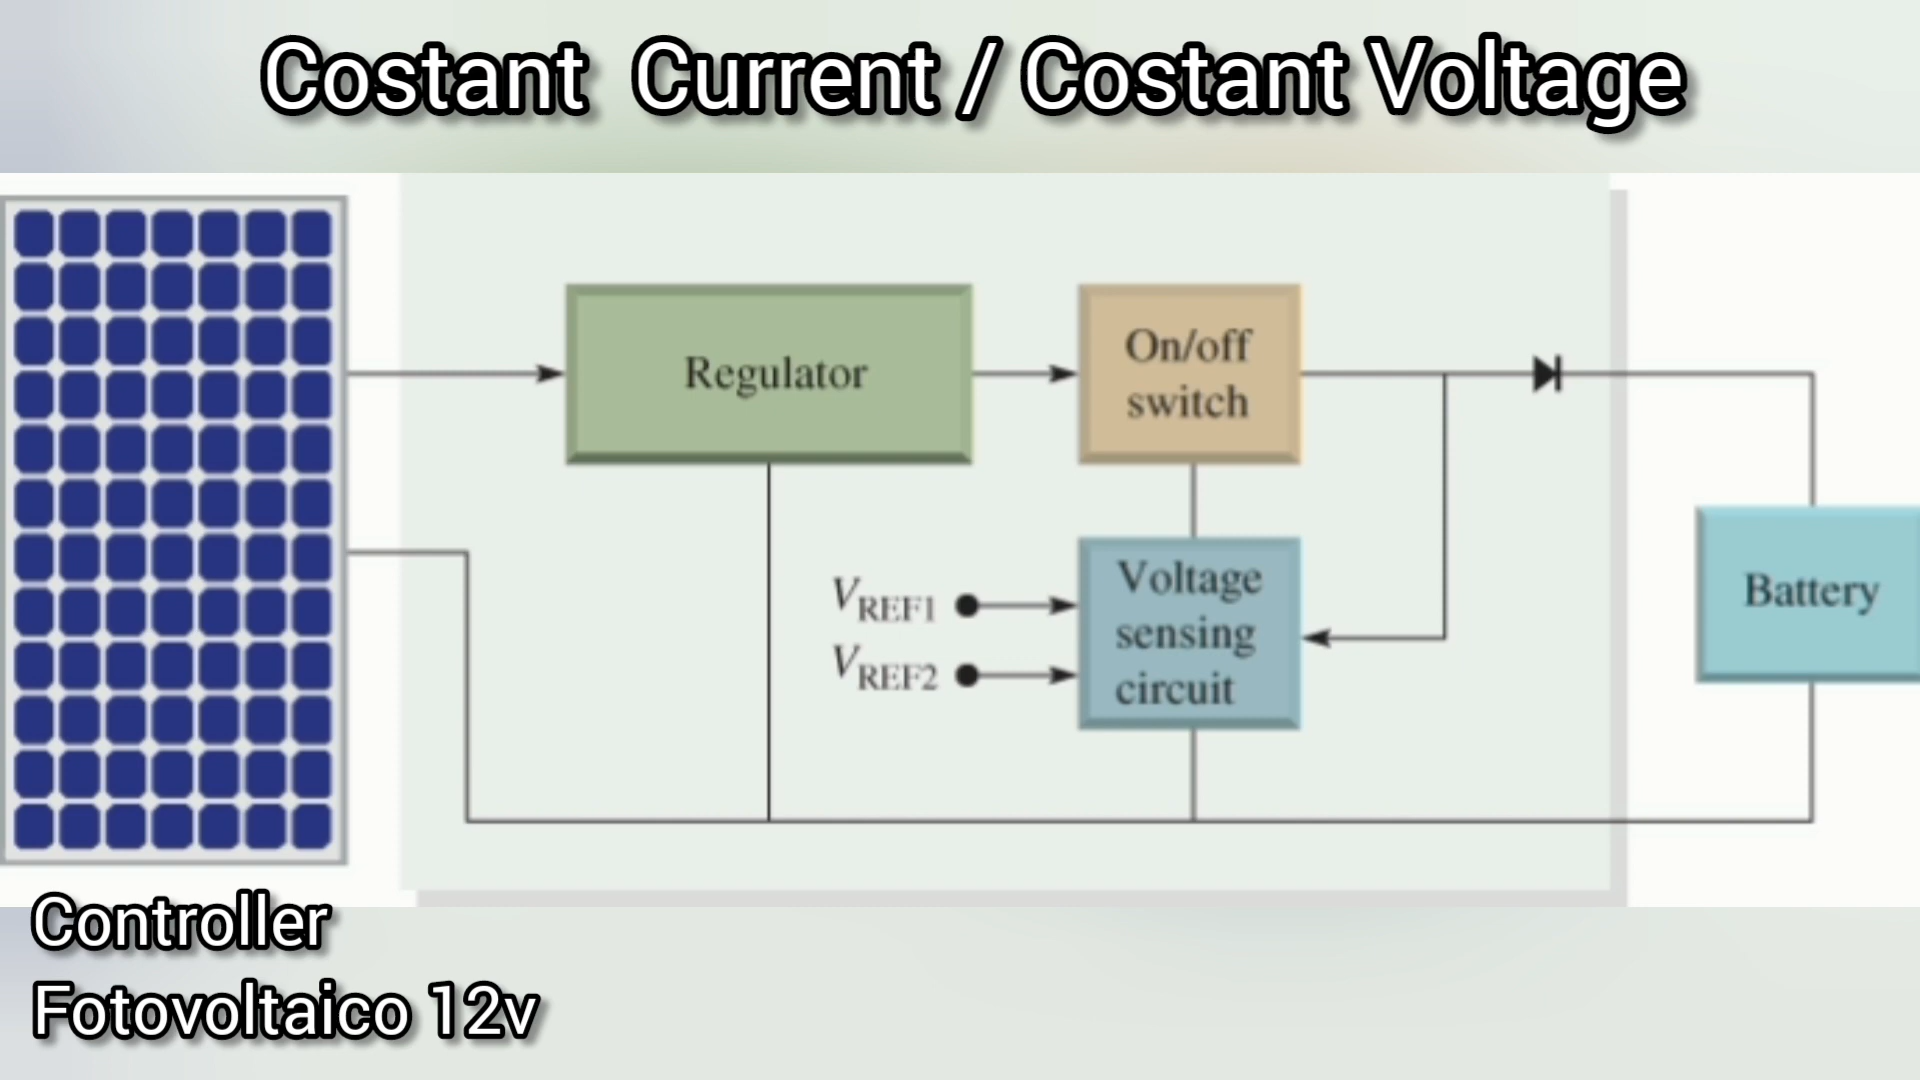 Costant Current / Costant Voltage
Regulator
On/off
switch
Voltage
sensing
circuit
VREF1
VREF2
Battery
Controller
Fotovoltaico 12v